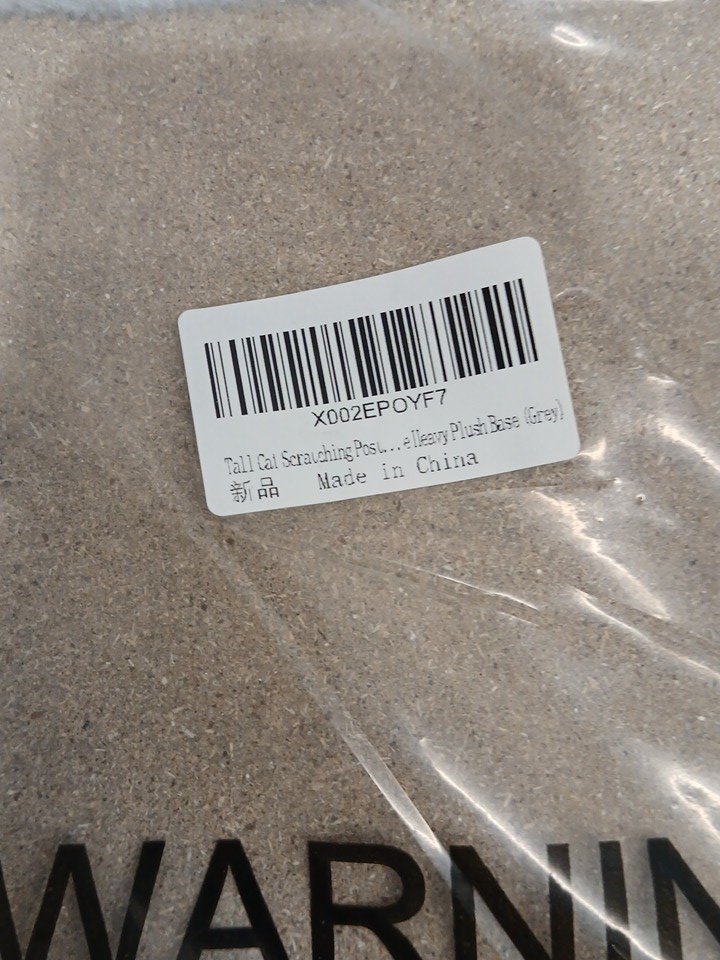 X002EPOYF7
Tall Cat Scratching Post...e Heavy Plush Base (Grey)
新品 Made in China
WARNIN